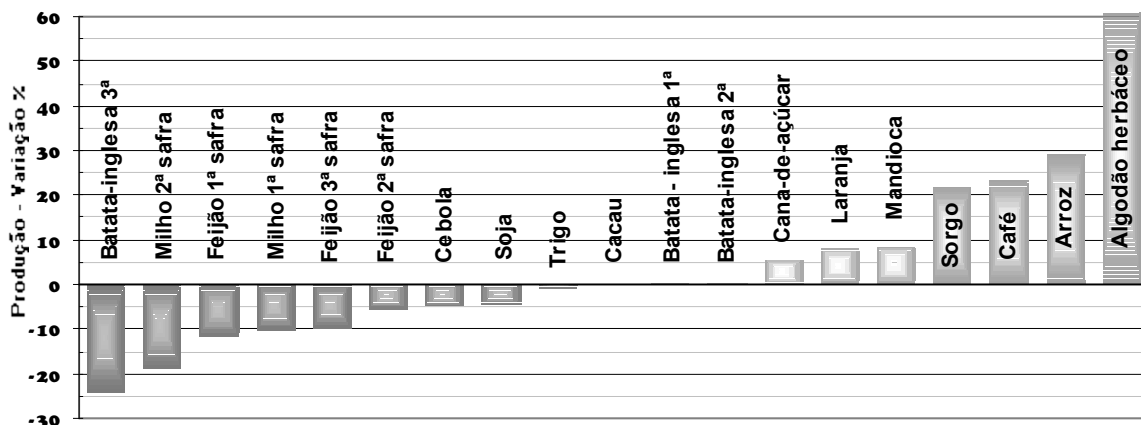 Produção - Variação %
60
50
40
30
20
10
0
-10
-20
-30
Batata-inglesa 3ª
Milho 2ª safra
Feijão 1ª safra
Milho 1ª safra
Feijão 3ª safra
Feijão 2ª safra
Cebola
Soja
Trigo
Cacau
Batata - inglesa 1ª
Batata-inglesa 2ª
Cana-de-açúcar
Laranja
Mandioca
Sorgo
Café
Arroz
Algodão herbáceo